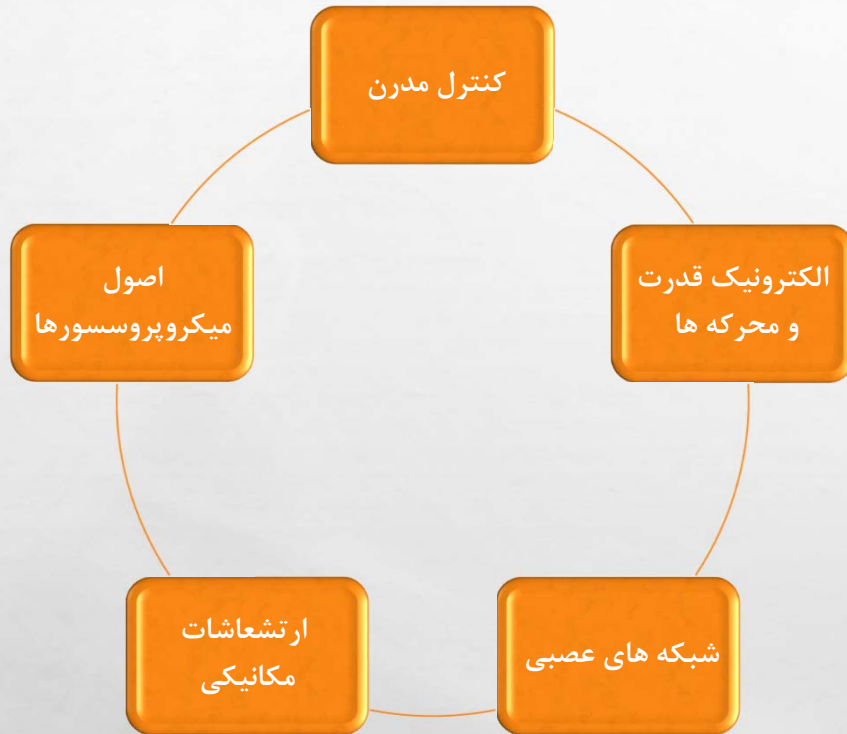 کنترل مدرن
الکترونیک قدرت
و محرکه ها
شبکه های عصبی
ارتشعاشات
مکانیکی
اصول
میکروپروسسورها